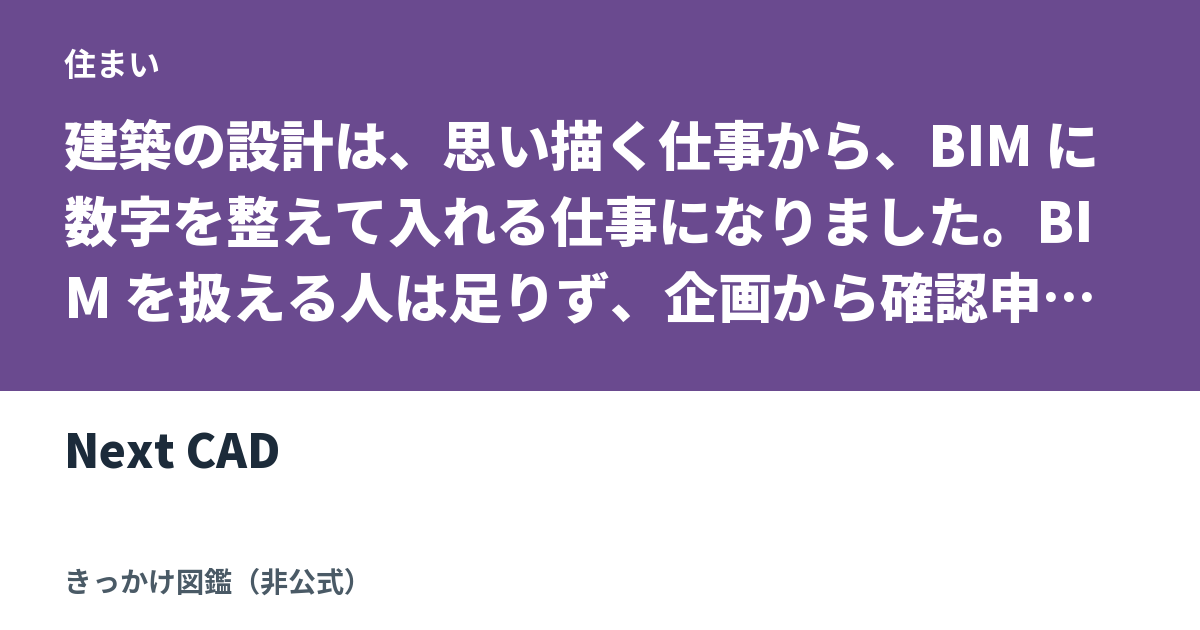 住まい
建築の設計は、思い描く仕事から、BIM に
数字を整えて入れる仕事になりました。BI
M を扱える人は足りず、企画から確認申…
Next CAD
きっかけ図鑑（非公式）